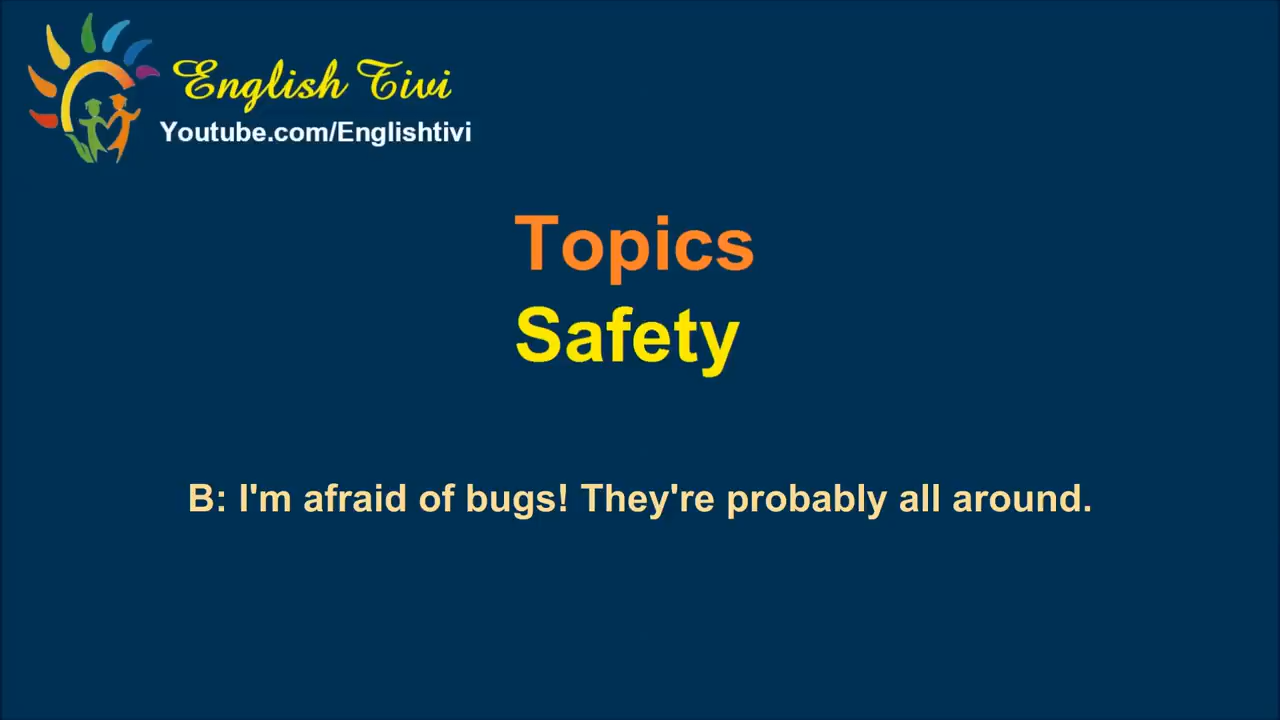 English Tivi
Youtube.com/Englishtivi
Topics
Safety
B: I'm afraid of bugs! They're probably all around.